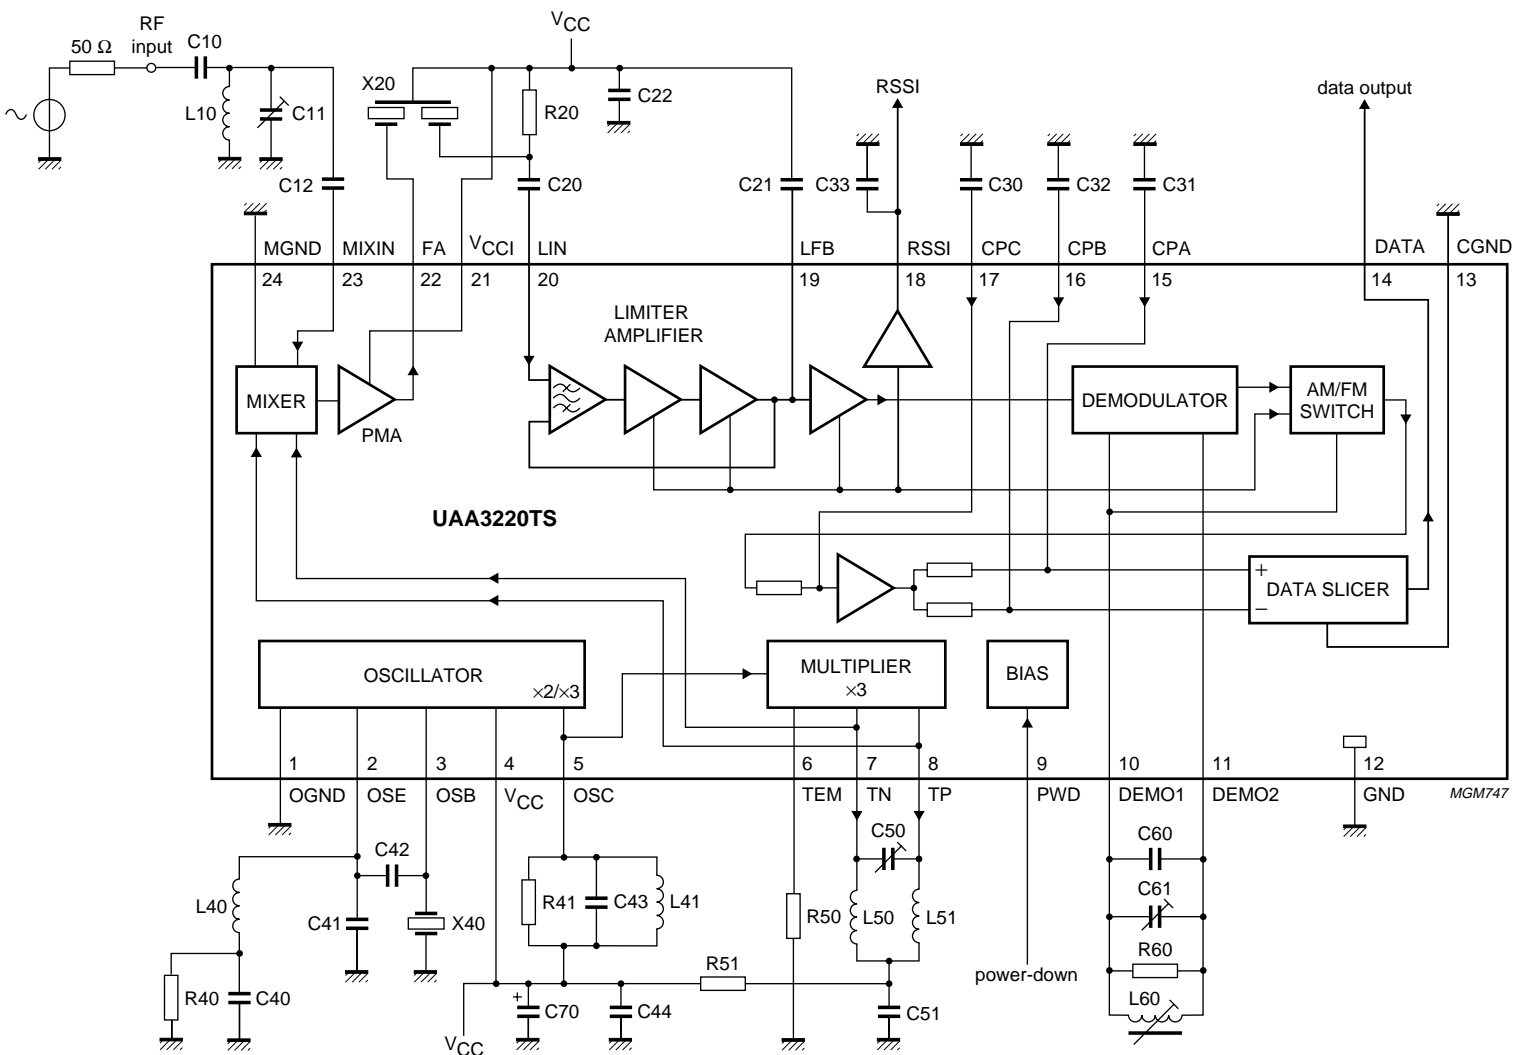 VCC
RF
input
50 Ω
C10
X20
L10
C11
R20
C22
RSSI
data output
C12
C20
C21
C33
C30
C32
C31
MGND
MIXIN
FA
VCCI
LIN
LFB
RSSI
CPC
CPB
CPA
DATA
CGND
24
23
22
21
20
19
18
17
16
15
14
13
LIMITER
AMPLIFIER
MIXER
PMA
DEMODULATOR
AM/FM
SWITCH
UAA3220TS
+
DATA SLICER
−
OSCILLATOR
×2/×3
MULTIPLIER
×3
BIAS
1
2
3
4
5
6
7
8
9
10
11
12
OGND
OSE
OSB
VCC
OSC
TEM
TN
TP
PWD
DEMO1
DEMO2
GND
MGM747
C42
C50
C60
L40
C41
X40
R41
C43
L41
R50
L50
L51
C61
R60
R40
C40
+
C70
C44
R51
C51
power-down
L60
VCC